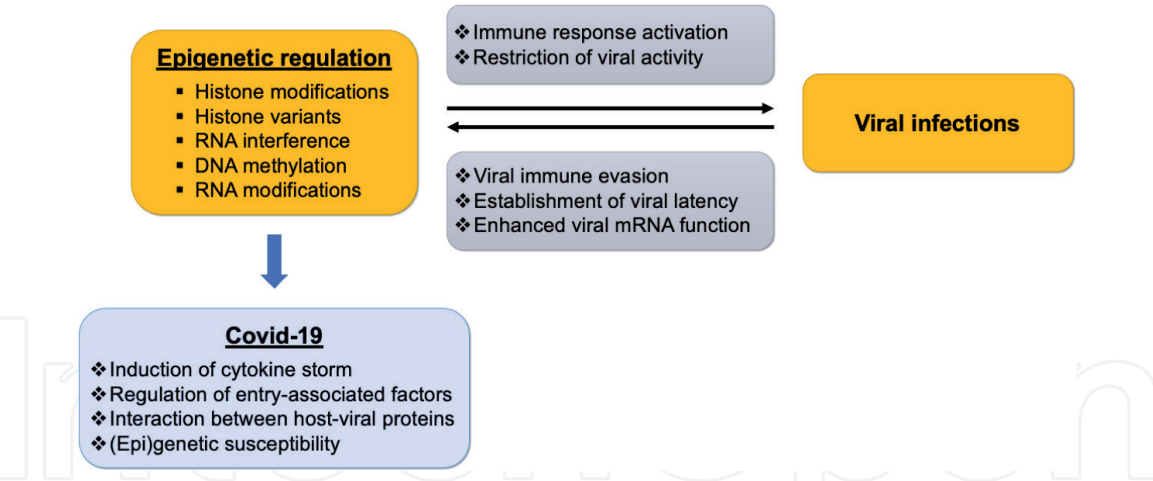 Epigenetic regulation
▪ Histone modifications
▪ Histone variants
▪ RNA interference
▪ DNA methylation
▪ RNA modifications
❖Immune response activation
❖Restriction of viral activity
❖Viral immune evasion
❖Establishment of viral latency
❖Enhanced viral mRNA function
Viral infections
Covid-19
❖Induction of cytokine storm
❖Regulation of entry-associated factors
❖Interaction between host-viral proteins
❖(Epi)genetic susceptibility